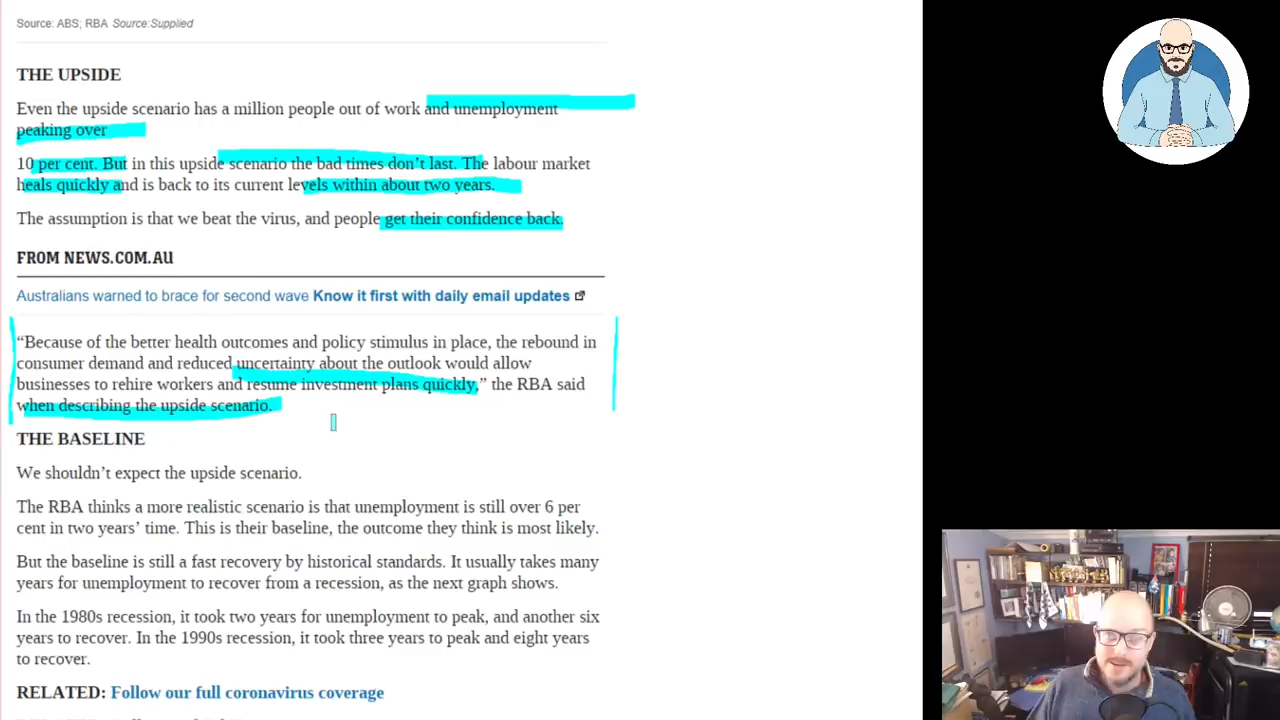 Source: ABS; RBA Source:Supplied
THE UPSIDE
Even the upside scenario has a million people out of work and unemployment
peaking over
10 per cent. But in this upside scenario the bad times don’t last. The labour market
heals quickly and is back to its current levels within about two years.
The assumption is that we beat the virus, and people get their confidence back.
FROM NEWS.COM.AU
Australians warned to brace for second wave Know it first with daily email updates
“Because of the better health outcomes and policy stimulus in place, the rebound in
consumer demand and reduced uncertainty about the outlook would allow
businesses to rehire workers and resume investment plans quickly,” the RBA said
when describing the upside scenario.
THE BASELINE
We shouldn’t expect the upside scenario.
The RBA thinks a more realistic scenario is that unemployment is still over 6 per
cent in two years’ time. This is their baseline, the outcome they think is most likely.
But the baseline is still a fast recovery by historical standards. It usually takes many
years for unemployment to recover from a recession, as the next graph shows.
In the 1980s recession, it took two years for unemployment to peak, and another six
years to recover. In the 1990s recession, it took three years to peak and eight years
to recover.
RELATED: Follow our full coronavirus coverage